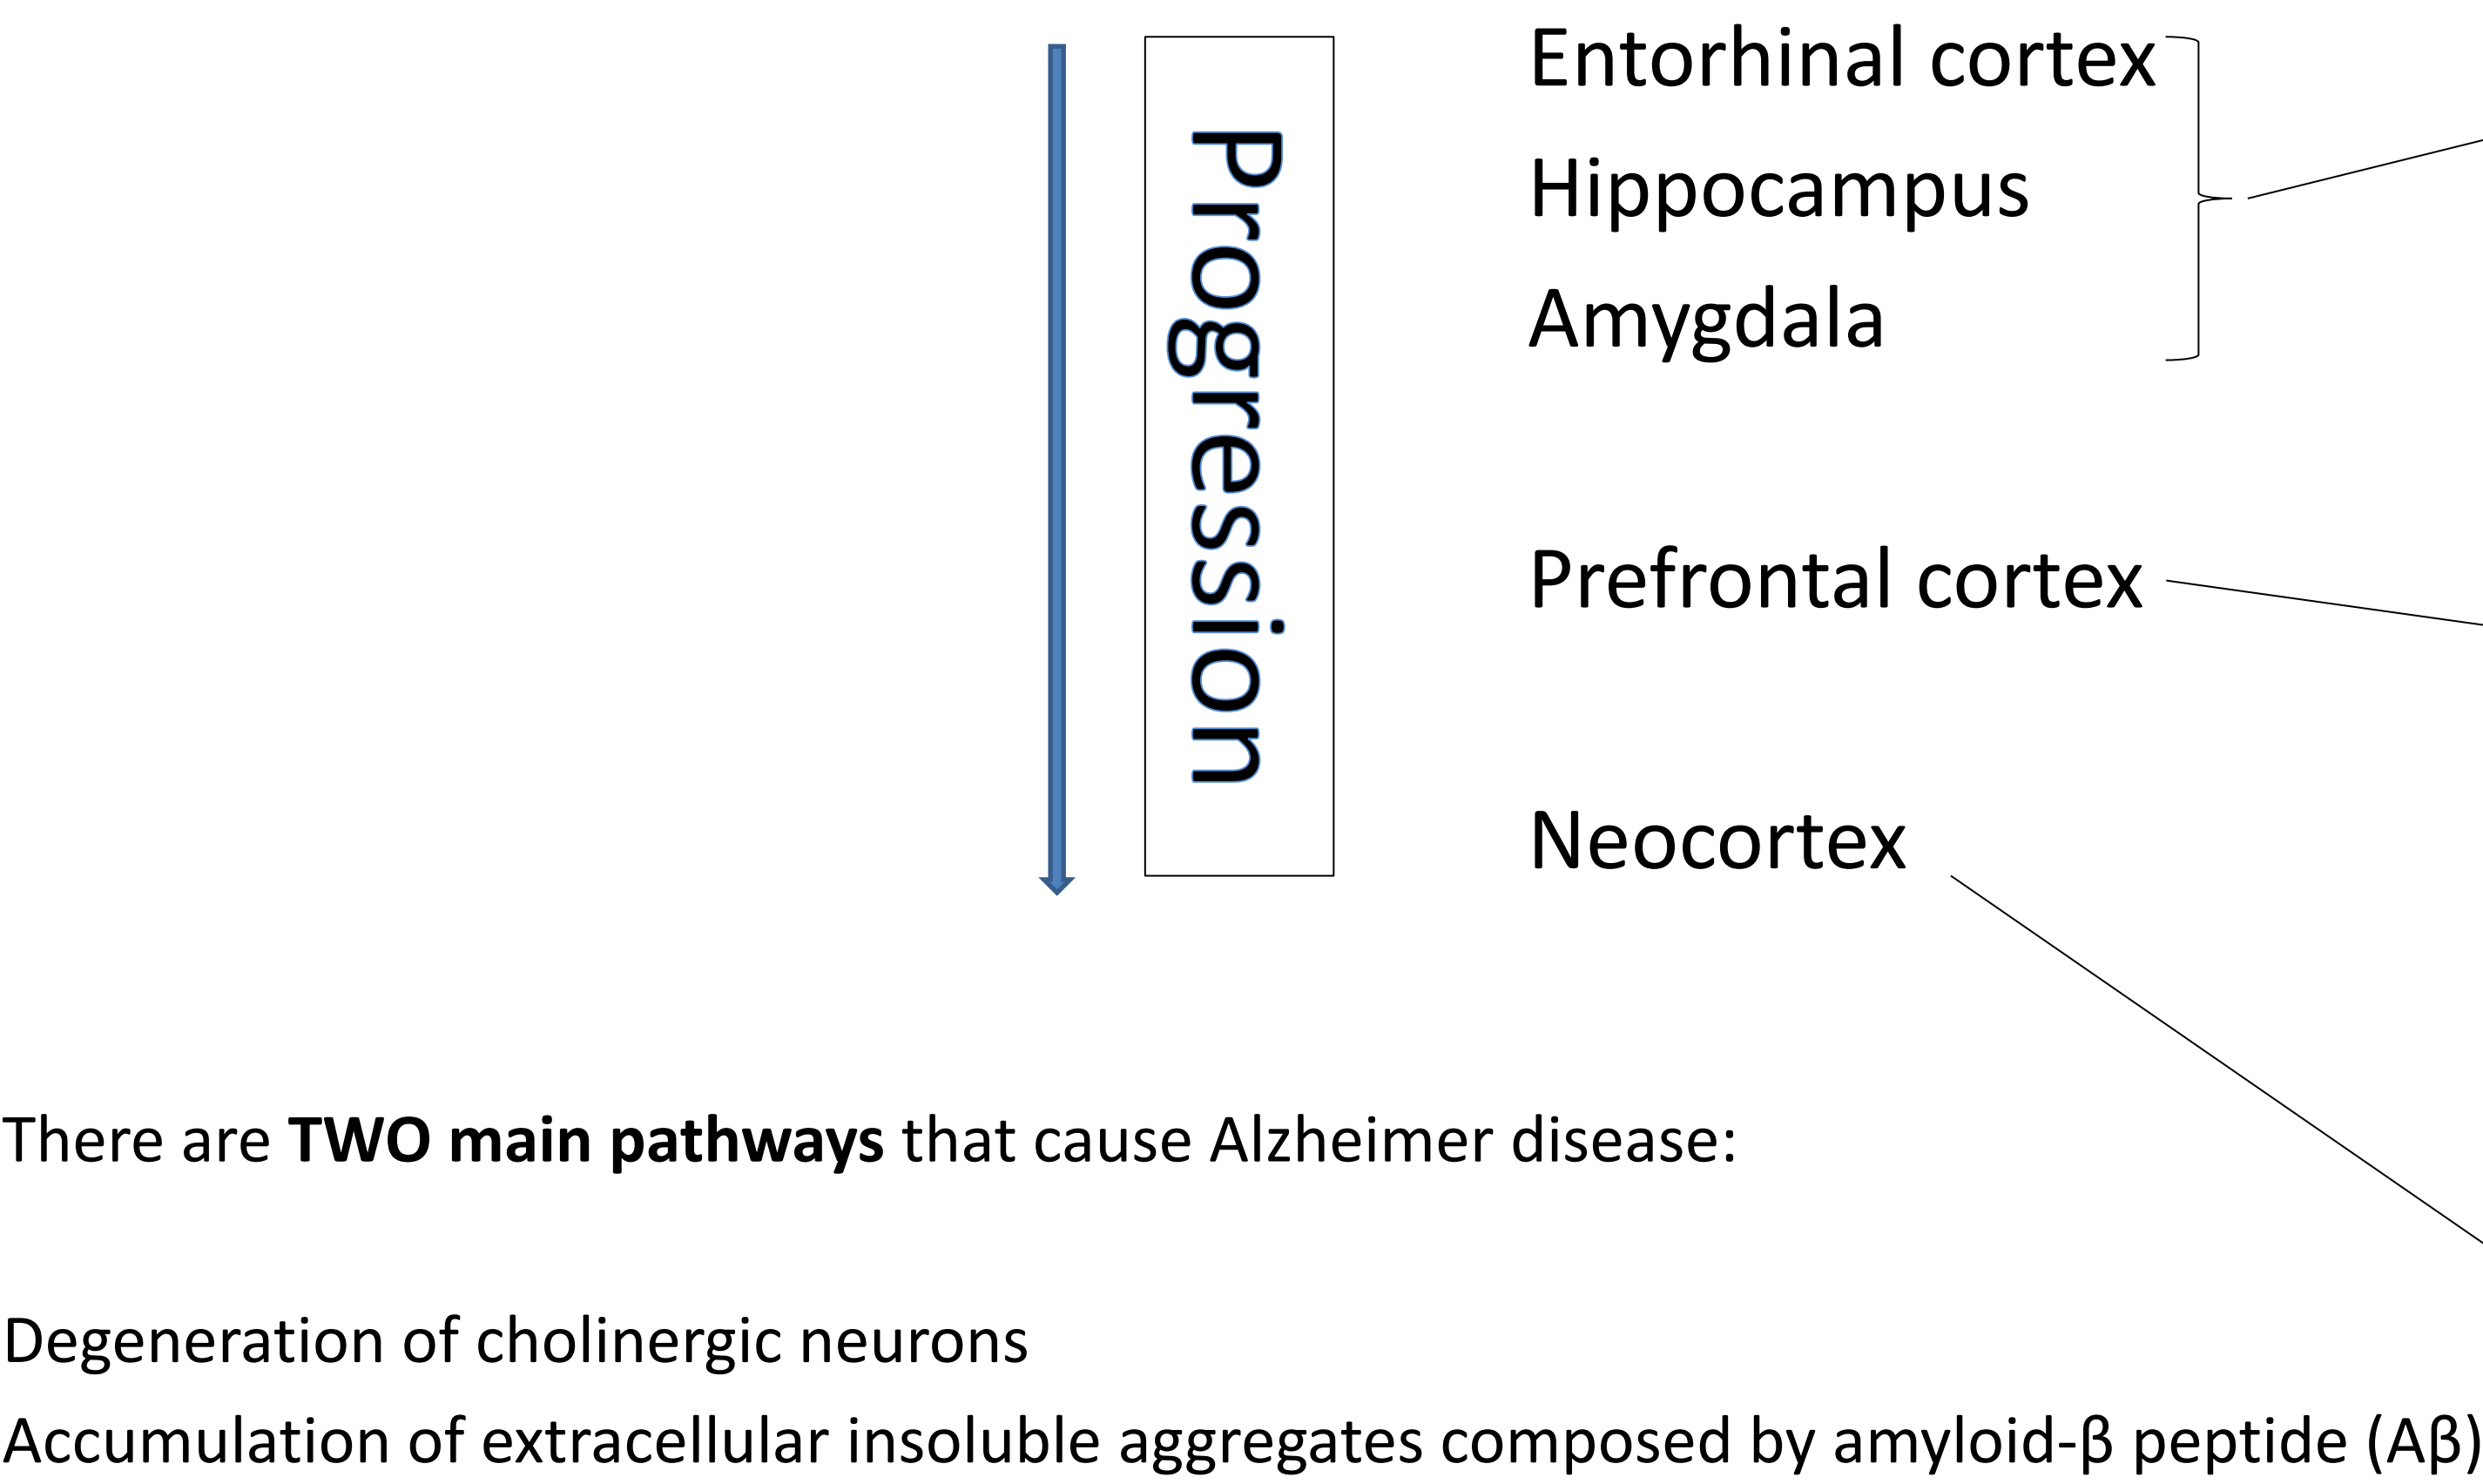 Progression
Entorhinal cortex
Hippocampus
Amygdala
Prefrontal cortex
Neocortex
There are TWO main pathways that cause Alzheimer disease:
Degeneration of cholinergic neurons
Accumulation of extracellular insoluble aggregates composed by amyloid-β peptide (Aβ)